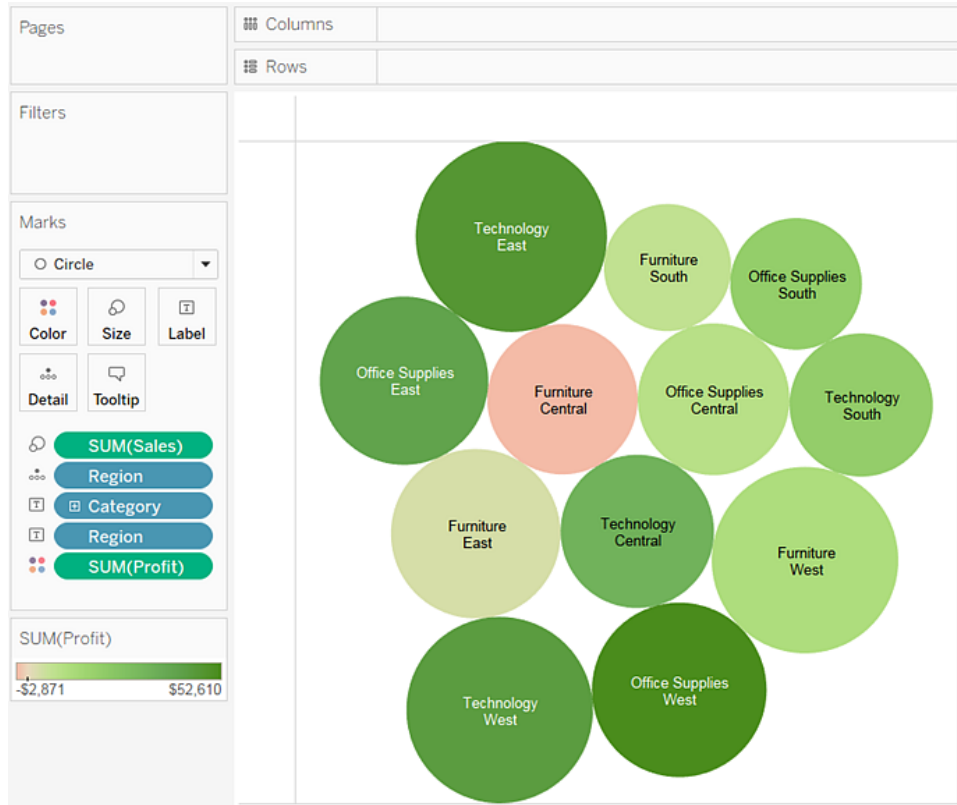 Pages
Columns
Rows
Filters
Marks
Circle
Color
Size
Label
Detail
Tooltip
SUM(Sales)
Region
Category
Region
SUM(Profit)
SUM(Profit)
-$2,871
$52,610
Technology
East
Furniture
South
Office Supplies
South
Office Supplies
East
Furniture
Central
Office Supplies
Central
Technology
South
Furniture
East
Technology
Central
Furniture
West
Technology
West
Office Supplies
West